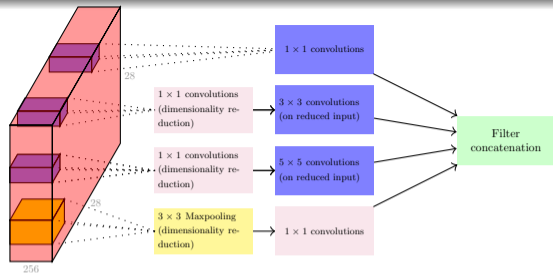 1 × 1 convolutions
28
1 × 1 convolutions
(dimensionality re-
duction)
3 × 3 convolutions
(on reduced input)
Filter
concatenation
1 × 1 convolutions
(dimensionality re-
duction)
5 × 5 convolutions
(on reduced input)
28
3 × 3 Maxpooling
(dimensionality re-
duction)
1 × 1 convolutions
256